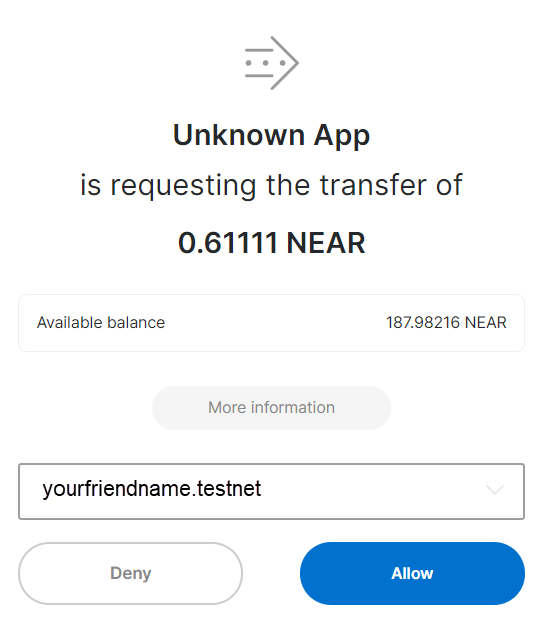 Unknown App
is requesting the transfer of
0.61111 NEAR
Available balance 187.98216 NEAR
More information
yourfriendname.testnet
Deny Allow